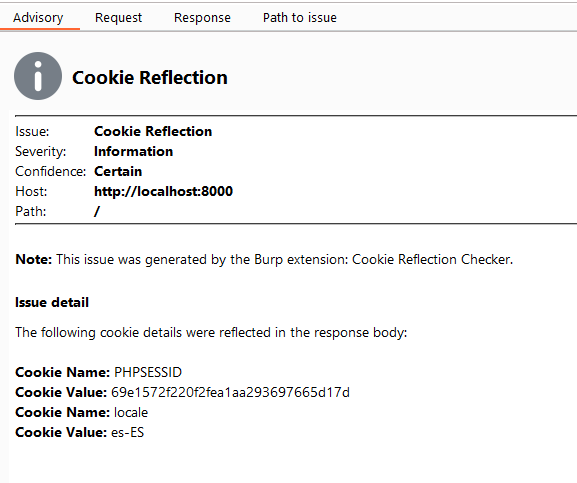 Advisory Request Response Path to issue
Cookie Reflection
Issue: Cookie Reflection
Severity: Information
Confidence: Certain
Host: http://localhost:8000
Path: /
Note: This issue was generated by the Burp extension: Cookie Reflection Checker.
Issue detail
The following cookie details were reflected in the response body:
Cookie Name: PHPSESSID
Cookie Value: 69e1572f220f2fea1aa293697665d17d
Cookie Name: locale
Cookie Value: es-ES